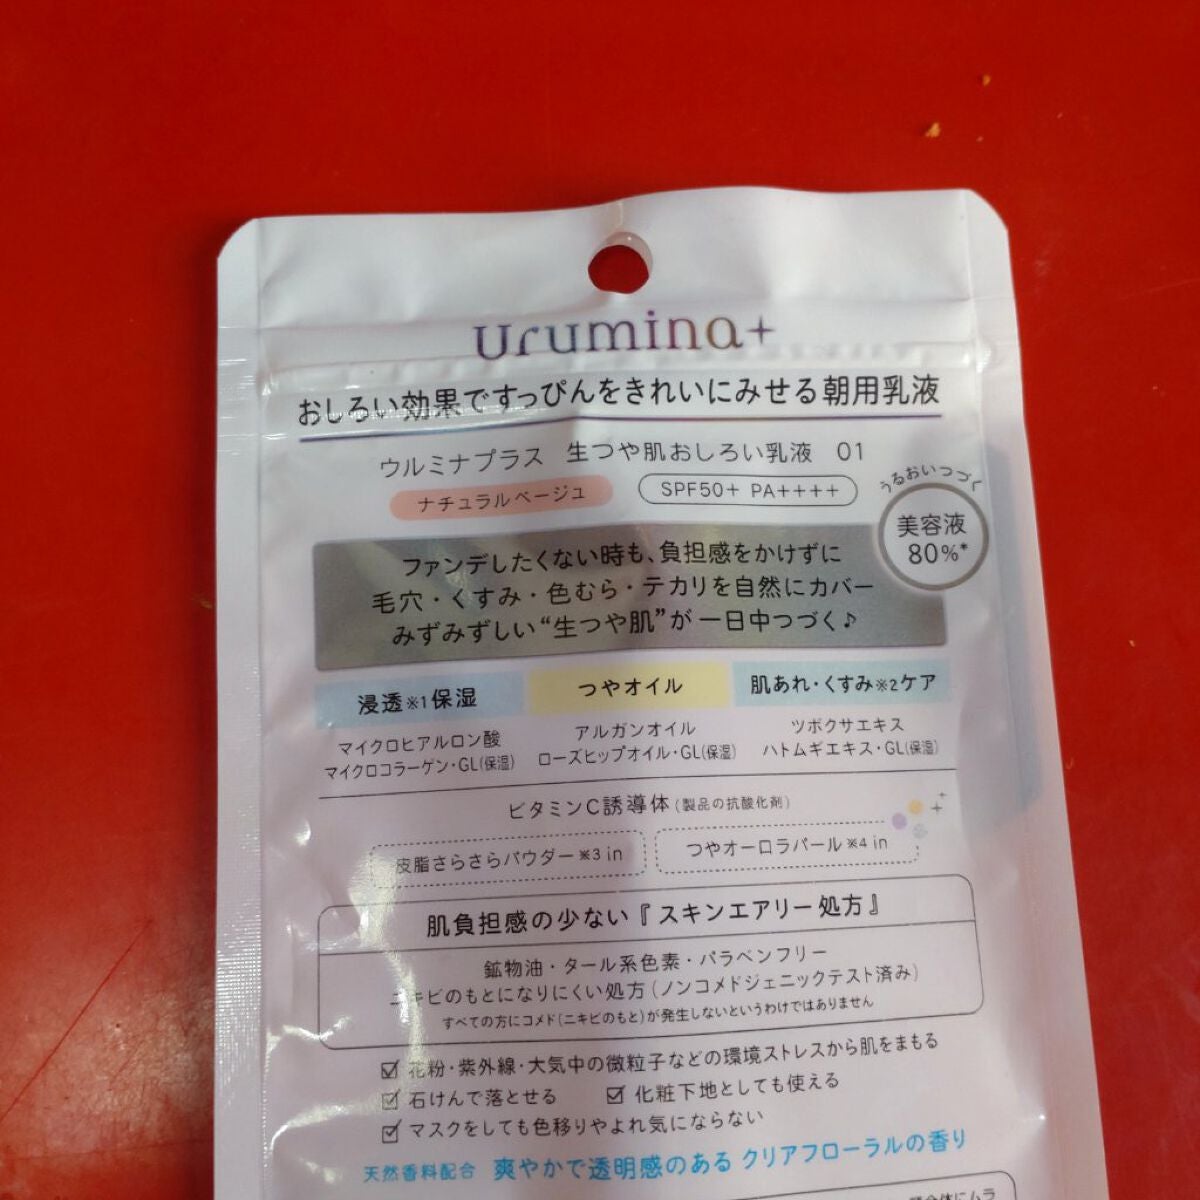 Urumina+
おしろい効果ですっぴんをきれいにみせる朝用乳液
ウルミナプラス 生つや肌おしろい乳液 01
ナチュラルベージュ
SPF50+ PA++++
うるおいつづく
美容液
80%*
ファンデしたくない時も、負担感をかけずに
毛穴・くすみ・色むら・テカリを自然にカバー
みずみずしい“生つや肌”が一日中つづく♪
浸透※1保湿
マイクロヒアルロン酸
マイクロコラーゲン・GL(保湿)
つやオイル
アルガンオイル
ローズヒップオイル・GL(保湿)
肌あれ・くすみ※2ケア
ツボクサエキス
ハトムギエキス・GL(保湿)
ビタミンC誘導体(製品の抗酸化剤)
皮脂さらさらパウダー※3 in
つやオーロラパール※4 in
肌負担感の少ない『スキンエアリー処方』
鉱物油・タール系色素・パラベンフリー
ニキビのもとになりにくい処方(ノンコメドジェニックテスト済み)
すべての方にコメド(ニキビのもと)が発生しないというわけではありません
☑ 花粉・紫外線・大気中の微粒子などの環境ストレスから肌をまもる
☑ 石けんで落とせる ☑ 化粧下地としても使える
☑ マスクをしても色移りやよれ気にならない
天然香料配合 爽やかで透明感のある クリアフローラルの香り